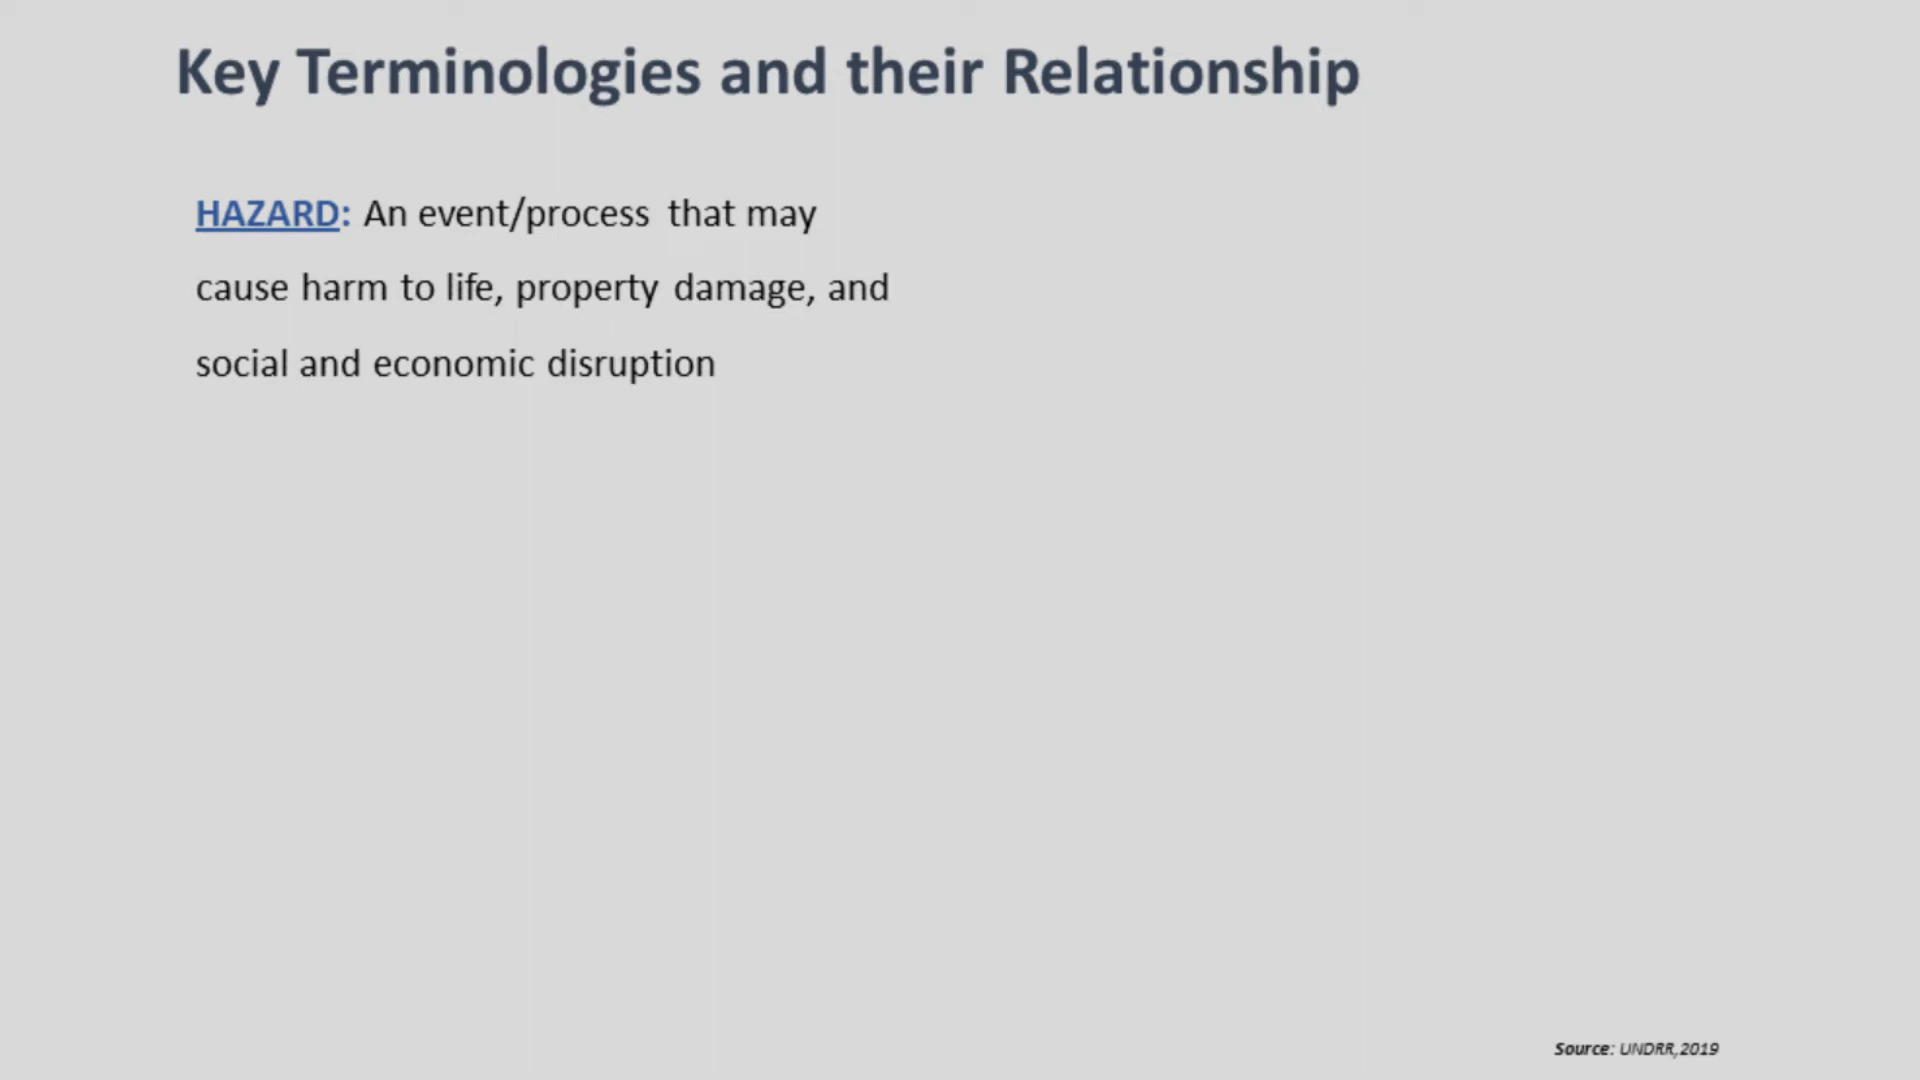 Key Terminologies and their Relationship
HAZARD: An event/process that may
cause harm to life, property damage, and
social and economic disruption
Source: UNDRR,2019